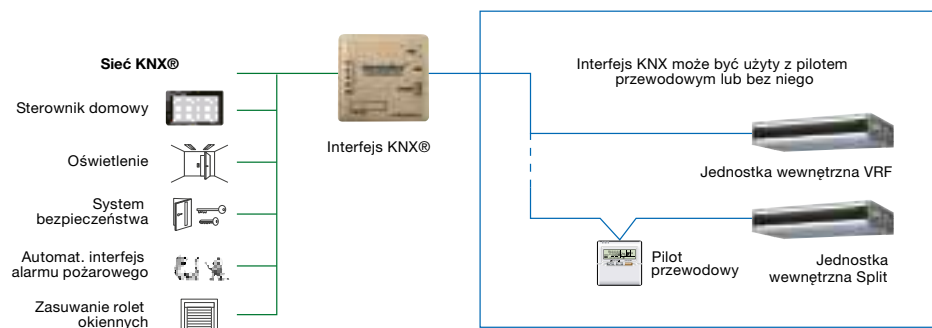 Sieć KNX®
Sterownik domowy
Oświetlenie
System
bezpieczeństwa
Automat. interfejs
alarmu pożarowego
Zasuwanie rolet
okiennych
Interfejs KNX®
Interfejs KNX może być użyty z pilotem
przewodowym lub bez niego
Jednostka wewnętrzna VRF
Pilot
przewodowy
Jednostka
wewnętrzna Split